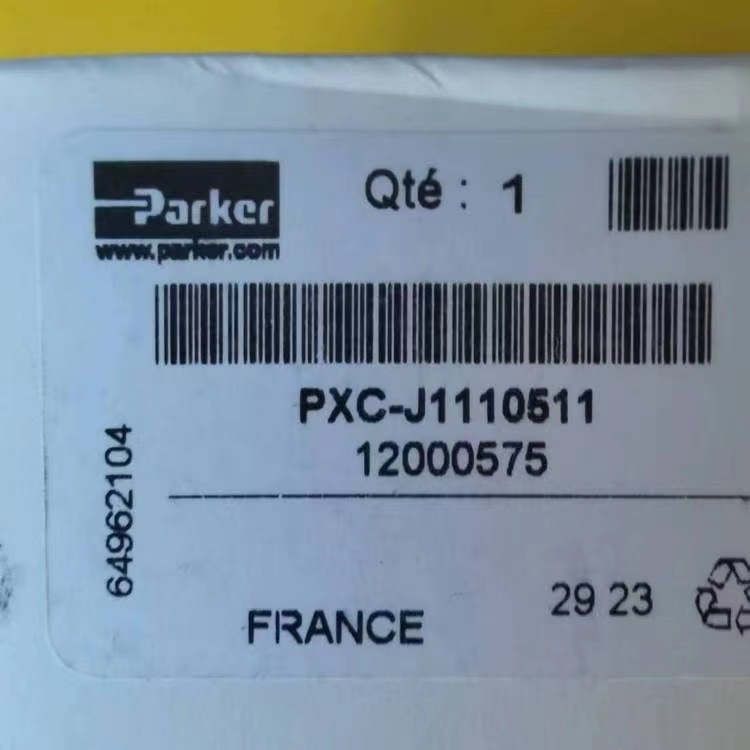 Parker
www.parker.com
Qté : 1
PXC-J1110511
12000575
64962104
FRANCE
29 23